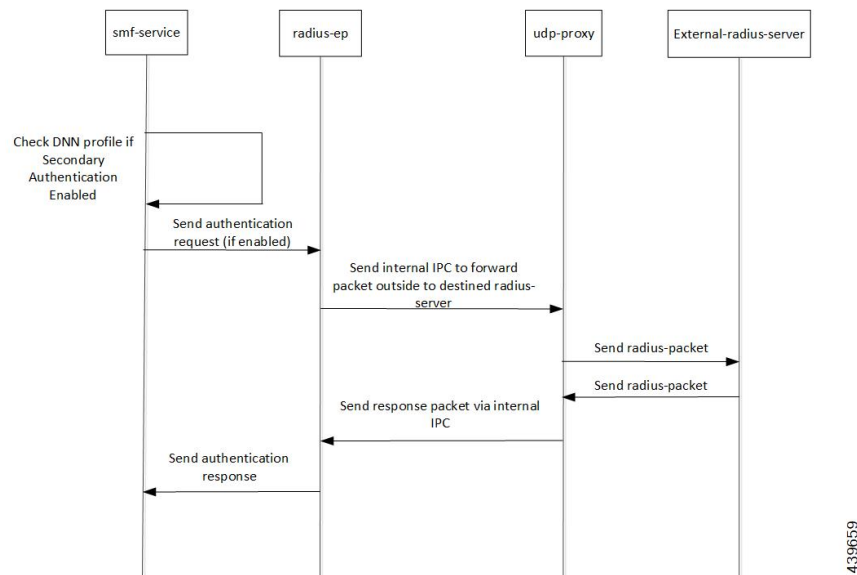 smf-service
radius-ep
udp-proxy
External-radius-server
Check DNN profile if
Secondary
Authentication
Enabled
Send authentication
request (if enabled)
Send internal IPC to forward
packet outside to destined radius-
server
Send radius-packet
Send radius-packet
Send response packet via internal
IPC
Send authentication
response
439659